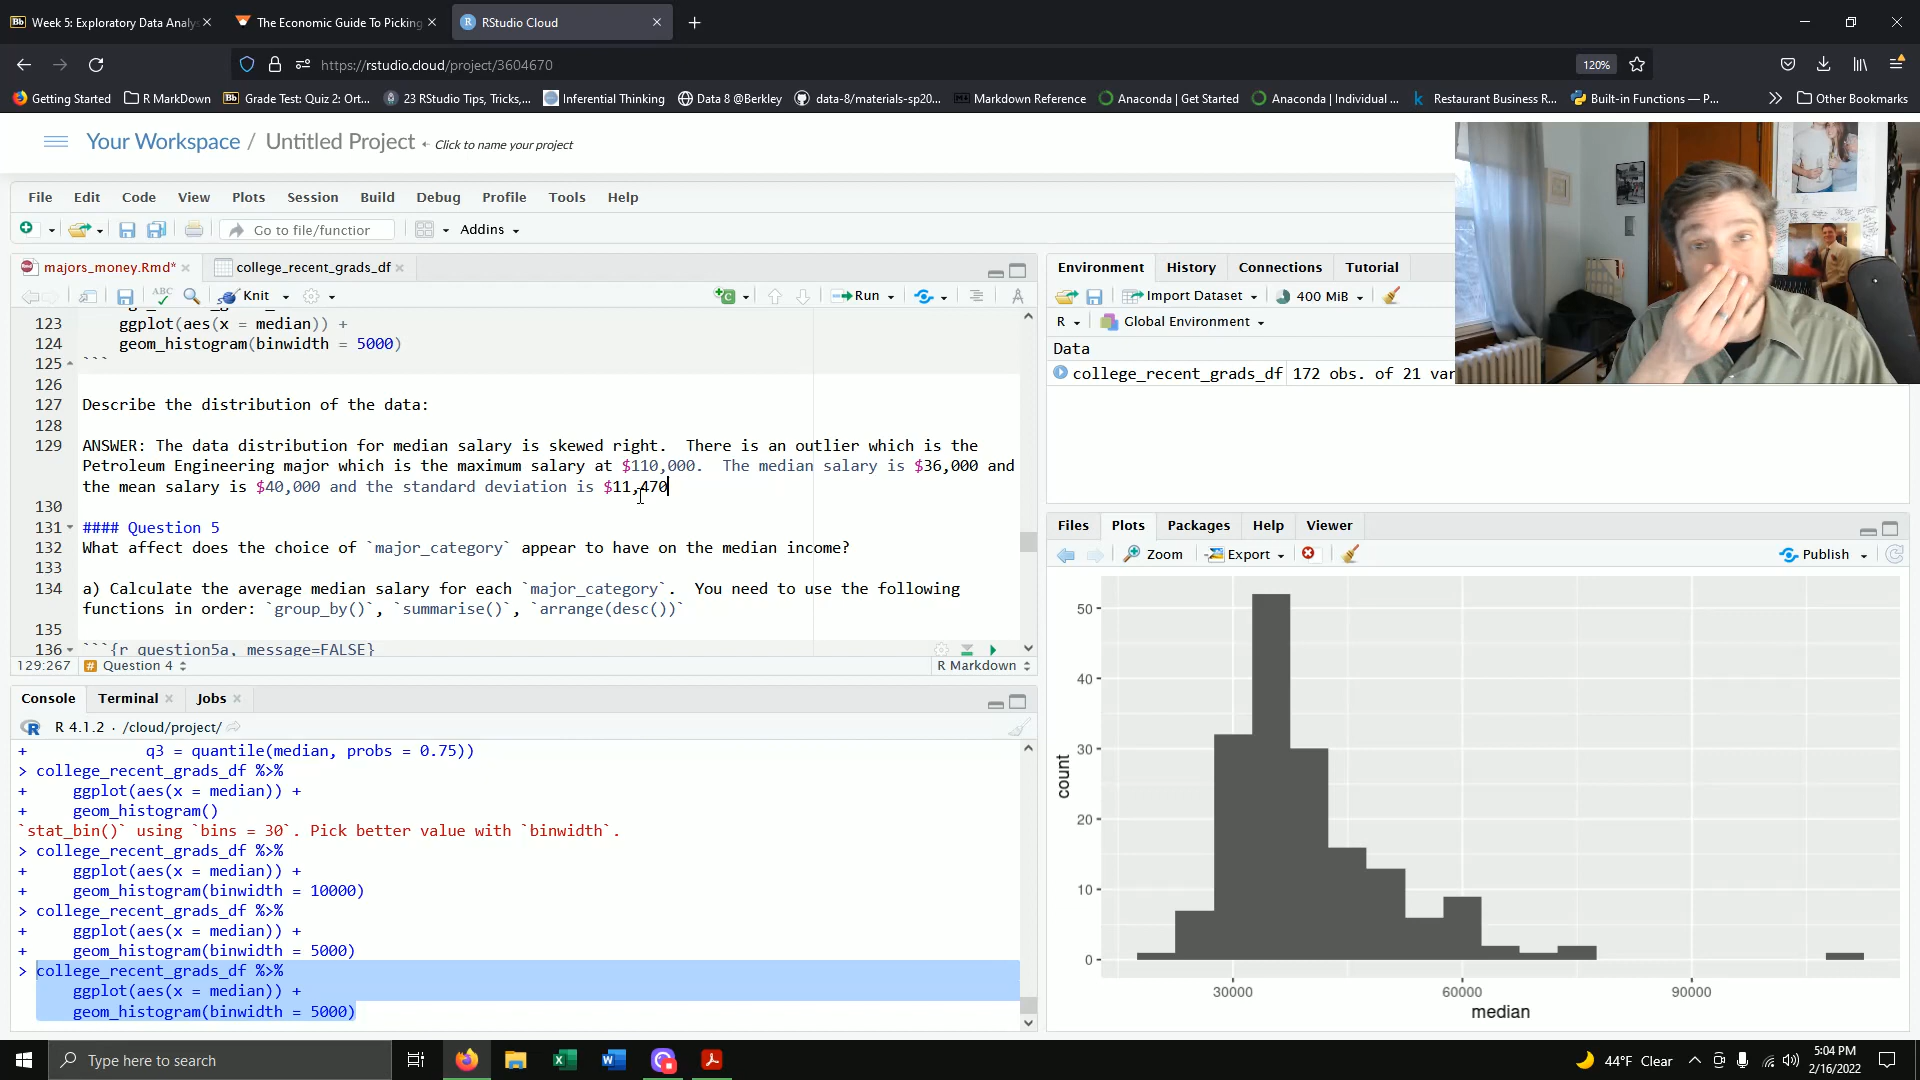 Week 5: Exploratory Data Analys
The Economic Guide To Picking
RStudio Cloud
https://rstudio.cloud/project/3604670
120%
Getting Started
R MarkDown
Grade Test: Quiz 2: Ort...
23 RStudio Tips, Tricks,...
Inferential Thinking
Data 8 @Berkley
data-8/materials-sp20...
Markdown Reference
Anaconda | Get Started
Anaconda | Individual ...
Restaurant Business R...
Built-in Functions — P...
Other Bookmarks
Your Workspace / Untitled Project
Click to name your project
File Edit Code View Plots Session Build Debug Profile Tools Help
Go to file/function
Addins
majors_money.Rmd*
college_recent_grads_df
Knit
Run
123 ggplot(aes(x = median)) +
124 geom_histogram(binwidth = 5000)
125 ```
126
127 Describe the distribution of the data:
128
129 ANSWER: The data distribution for median salary is skewed right. There is an outlier which is the
Petroleum Engineering major which is the maximum salary at $110,000. The median salary is $36,000 and
the mean salary is $40,000 and the standard deviation is $11,470
130
131 #### Question 5
132 What affect does the choice of `major_category` appear to have on the median income?
133
134 a) Calculate the average median salary for each `major_category`. You need to use the following
functions in order: `group_by()`, `summarise()`, `arrange(desc())`
135
136 ```{r question5a, message=FALSE}
129:267
# Question 4
R Markdown
Console Terminal Jobs
R 4.1.2 · /cloud/project/
+ q3 = quantile(median, probs = 0.75))
> college_recent_grads_df %>%
+ ggplot(aes(x = median)) +
+ geom_histogram()
`stat_bin()` using `bins = 30`. Pick better value with `binwidth`.
> college_recent_grads_df %>%
+ ggplot(aes(x = median)) +
+ geom_histogram(binwidth = 10000)
> college_recent_grads_df %>%
+ ggplot(aes(x = median)) +
+ geom_histogram(binwidth = 5000)
> college_recent_grads_df %>%
ggplot(aes(x = median)) +
geom_histogram(binwidth = 5000)
Environment History Connections Tutorial
Import Dataset
400 MiB
R
Global Environment
Data
college_recent_grads_df 172 obs. of 21 var
Files Plots Packages Help Viewer
Zoom
Export
Publish
50
40
30
20
10
0
count
30000
60000
90000
median
Type here to search
44°F Clear
5:04 PM
2/16/2022